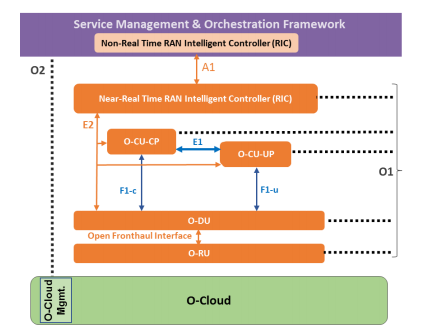 Service Management & Orchestration Framework
Non-Real Time RAN Intelligent Controller (RIC)
O2
A1
Near-Real Time RAN Intelligent Controller (RIC)
E2
O-CU-CP
E1
O-CU-UP
O1
F1-c
F1-u
O-DU
Open Fronthaul Interface
O-RU
O-Cloud
Mgmt.
O-Cloud